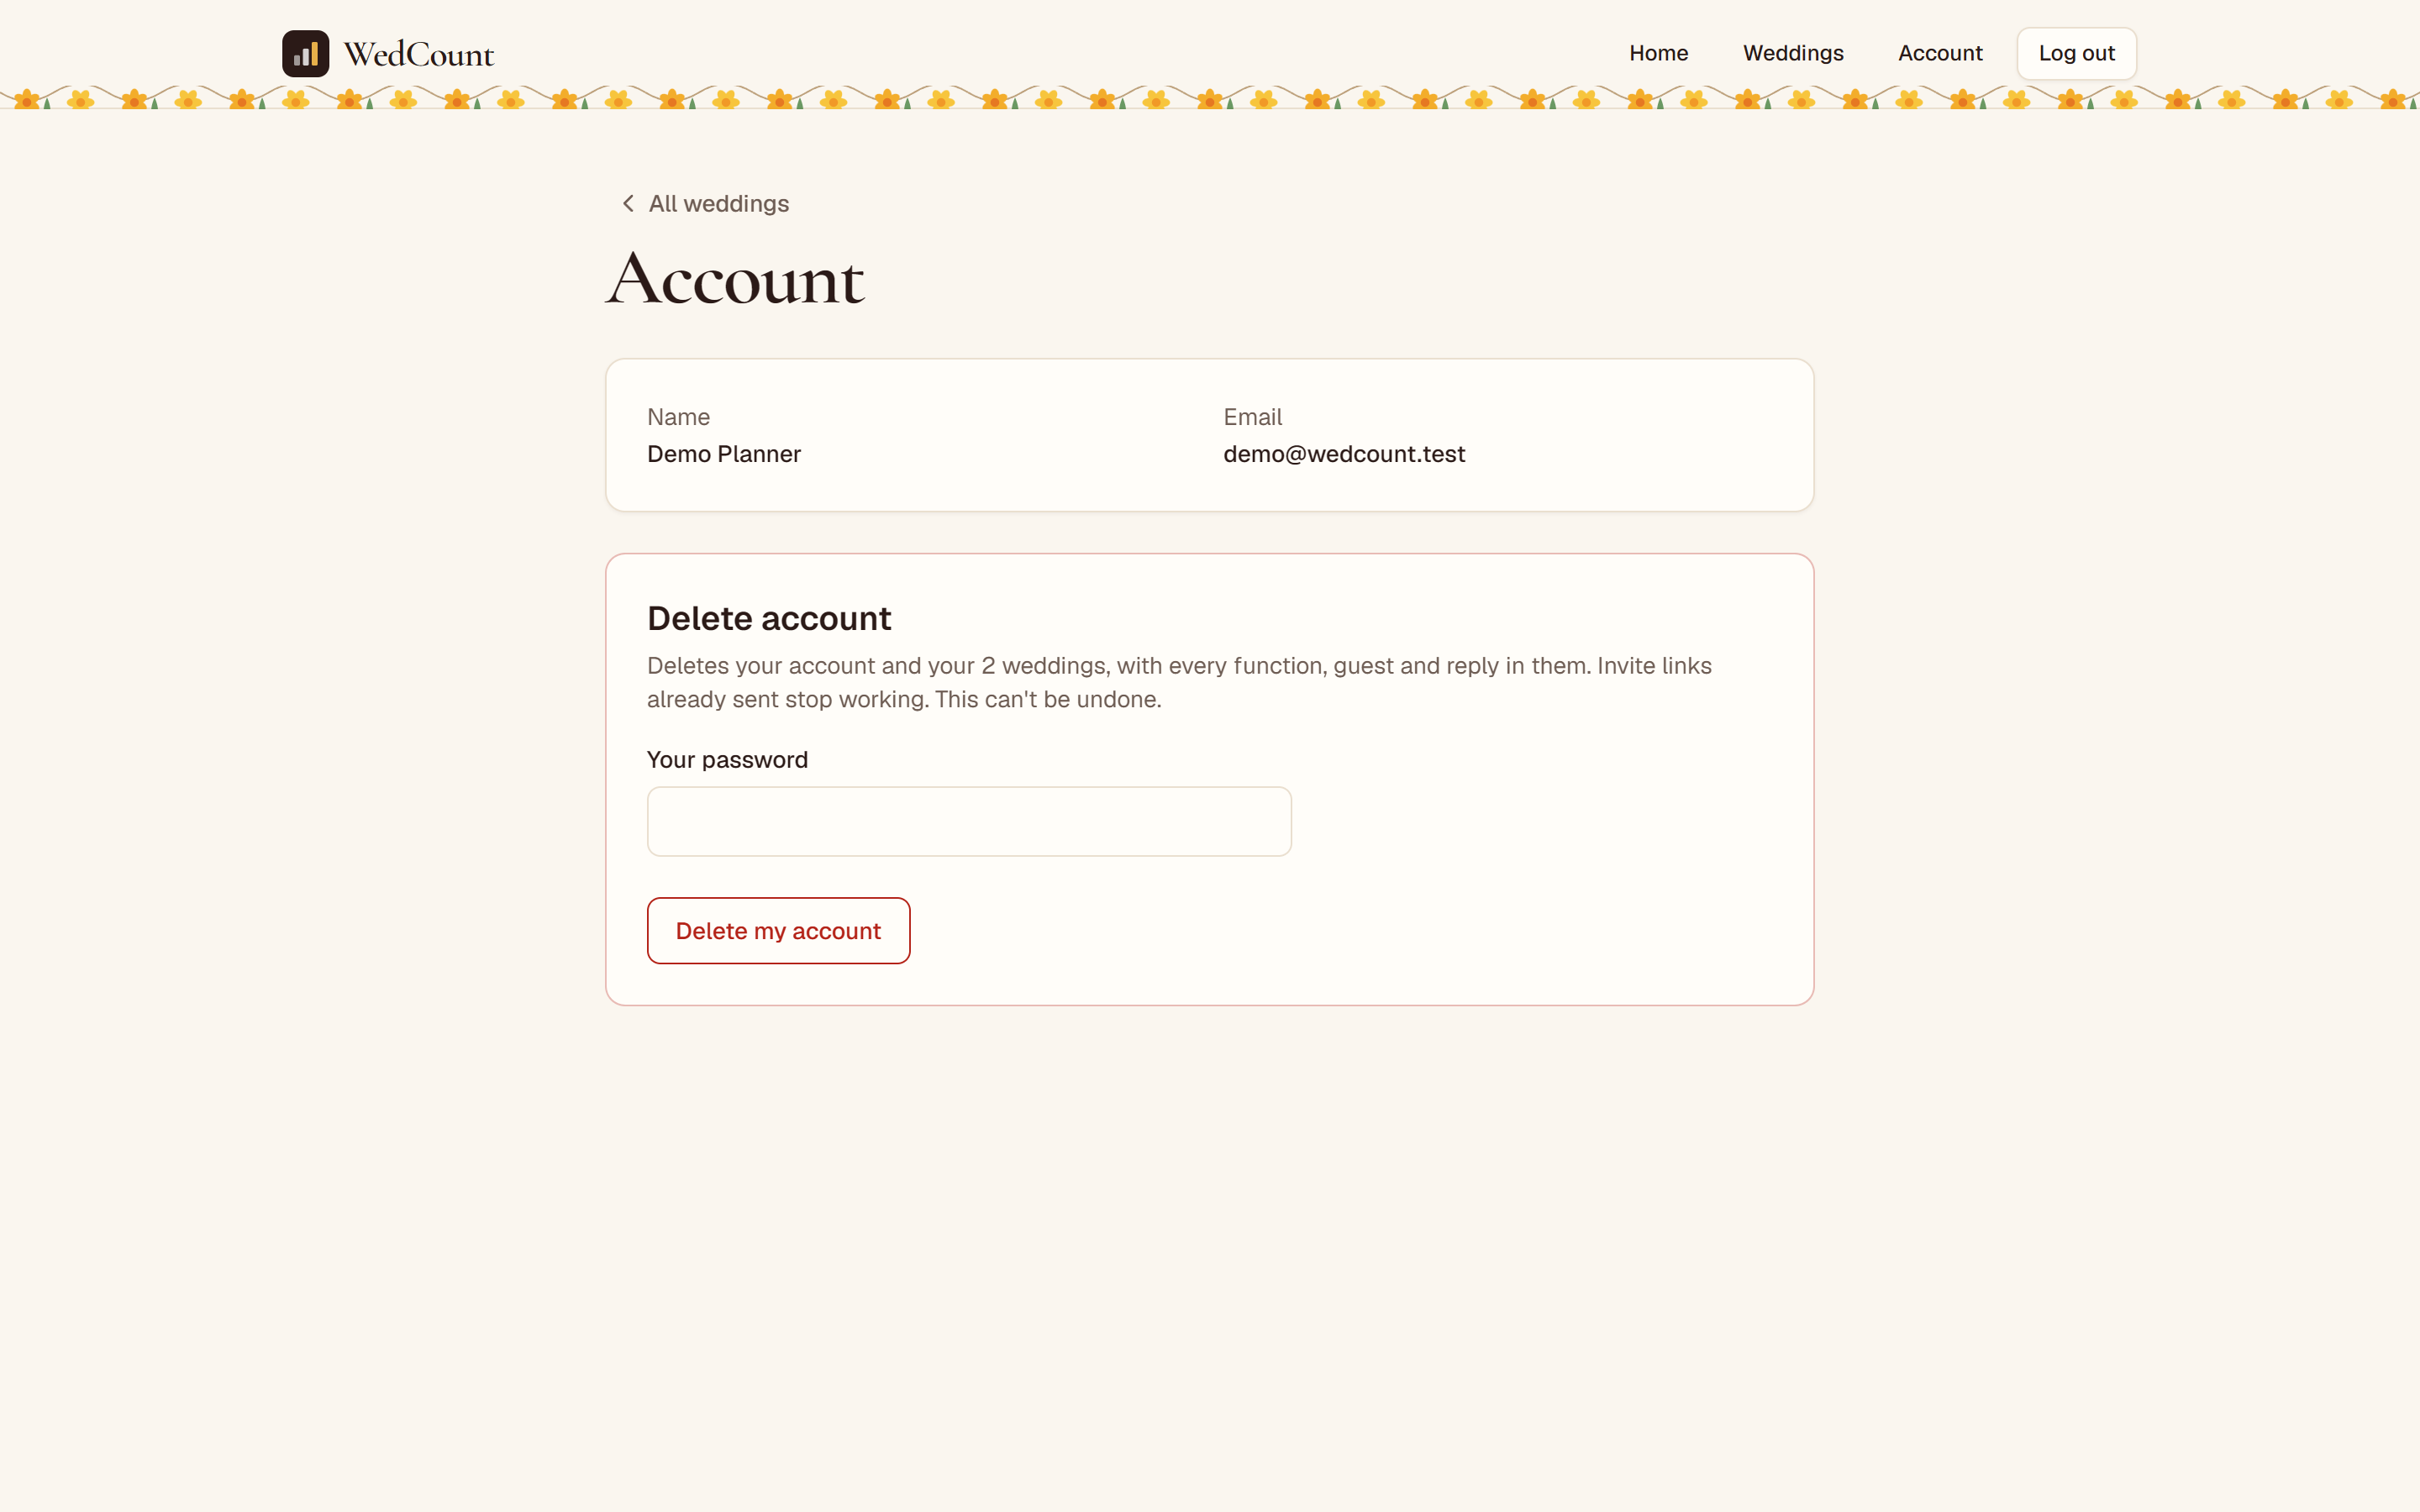 WedCount
Home
Weddings
Account
Log out
All weddings
Account
Name
Demo Planner
Email
demo@wedcount.test
Delete account
Deletes your account and your 2 weddings, with every function, guest and reply in them. Invite links
already sent stop working. This can't be undone.
Your password
Delete my account